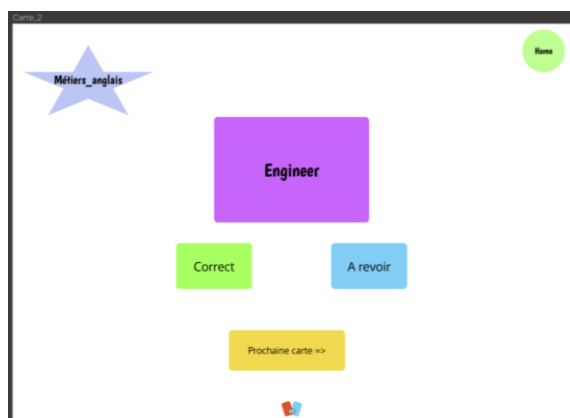 Carte_2
Home
Métiers_anglais
Engineer
Correct
A revoir
Prochaine carte =>